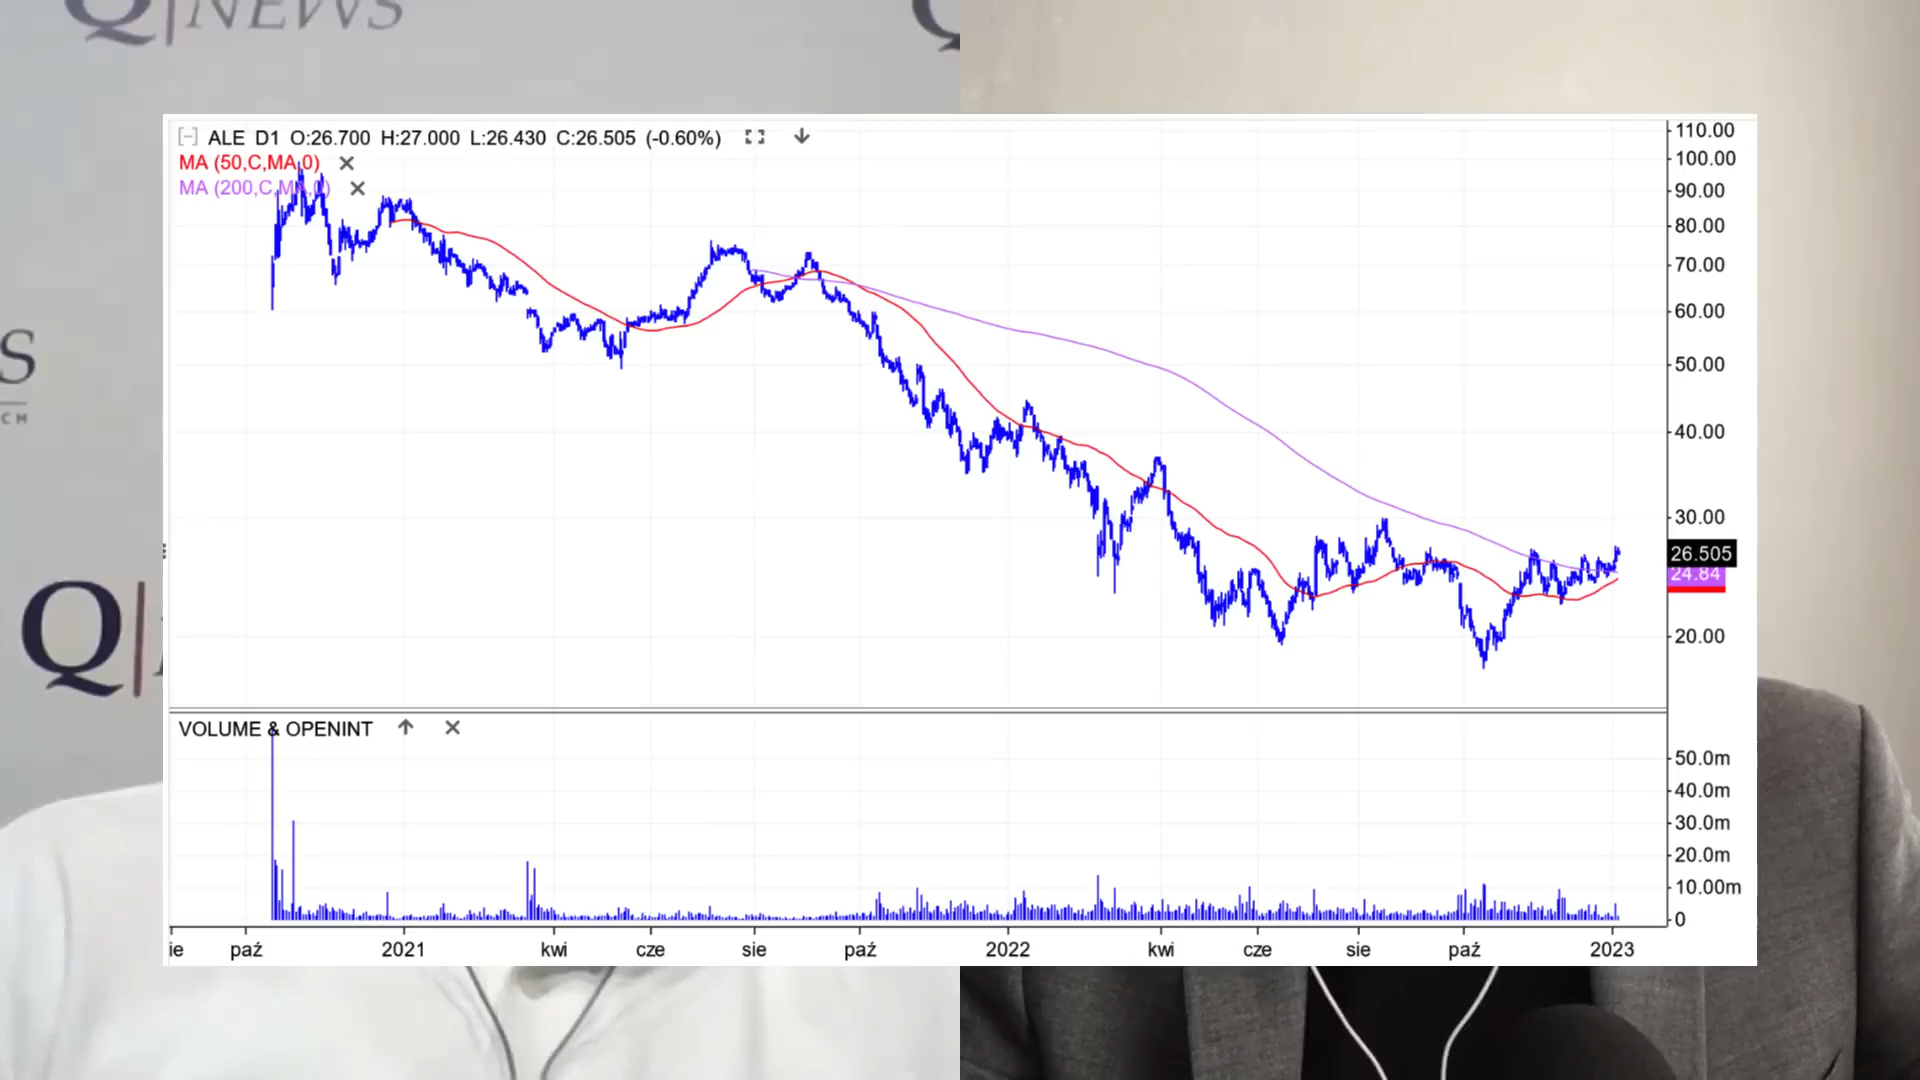 Q|NEWS
[-] ALE D1 O:26.700 H:27.000 L:26.430 C:26.505 (-0.60%)
MA (50,C,MA,0)
MA (200,C,MA,0)
110.00
100.00
90.00
80.00
70.00
60.00
50.00
40.00
30.00
26.505
24.84
20.00
S
CH
Q|
VOLUME & OPENINT
50.0m
40.0m
30.0m
20.0m
10.00m
0
ie paź 2021 kwi cze sie paź 2022 kwi cze sie paź 2023